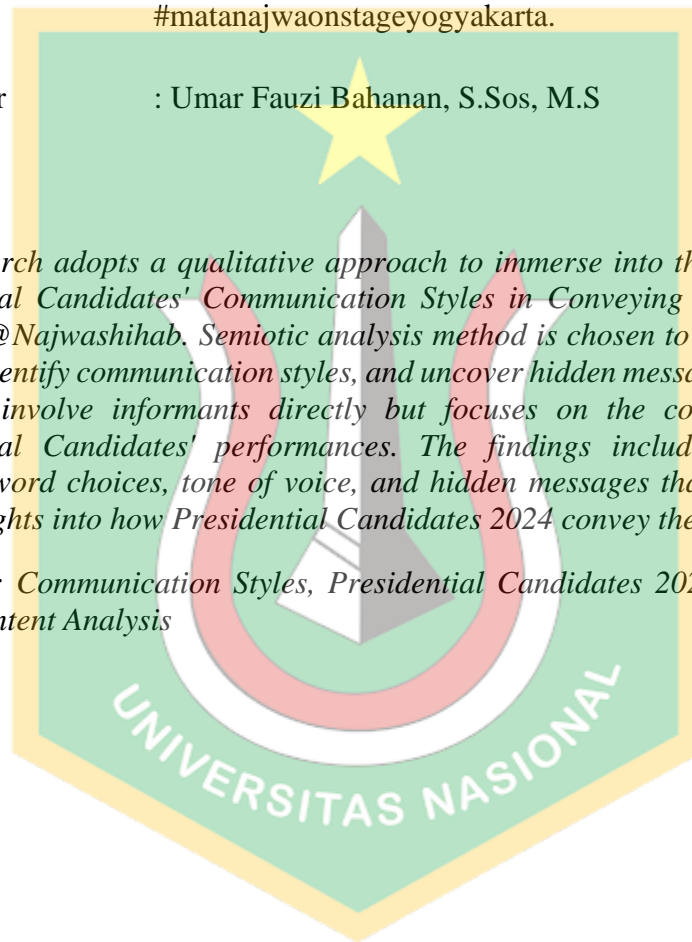 #matanajwaonstageyogyakarta.
r : Umar Fauzi Bahanan, S.Sos, M.S
rch adopts a qualitative approach to immerse into th
al Candidates' Communication Styles in Conveying
@Najwashihab. Semiotic analysis method is chosen to
entify communication styles, and uncover hidden messa
involve informants directly but focuses on the co
al Candidates' performances. The findings includ
word choices, tone of voice, and hidden messages tha
ghts into how Presidential Candidates 2024 convey the
: Communication Styles, Presidential Candidates 202
ntent Analysis
UNIVERSITAS NASIONAL